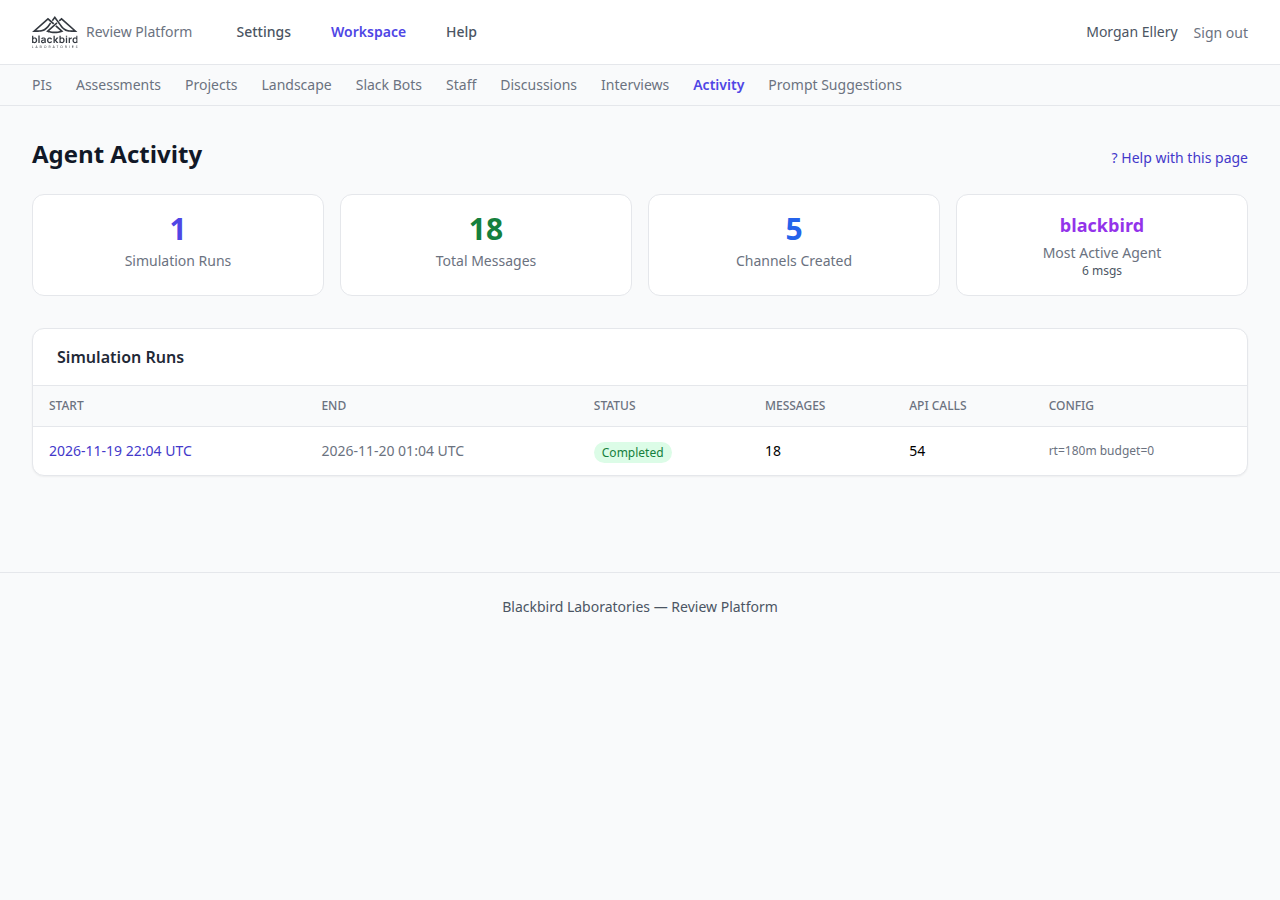 blackbird
LABORATORIES
Review Platform
Settings
Workspace
Help
Morgan Ellery
Sign out
PIs
Assessments
Projects
Landscape
Slack Bots
Staff
Discussions
Interviews
Activity
Prompt Suggestions
Agent Activity
? Help with this page
1
Simulation Runs
18
Total Messages
5
Channels Created
blackbird
Most Active Agent
6 msgs
Simulation Runs
START END STATUS MESSAGES API CALLS CONFIG
2026-11-19 22:04 UTC 2026-11-20 01:04 UTC Completed 18 54 rt=180m budget=0
Blackbird Laboratories — Review Platform